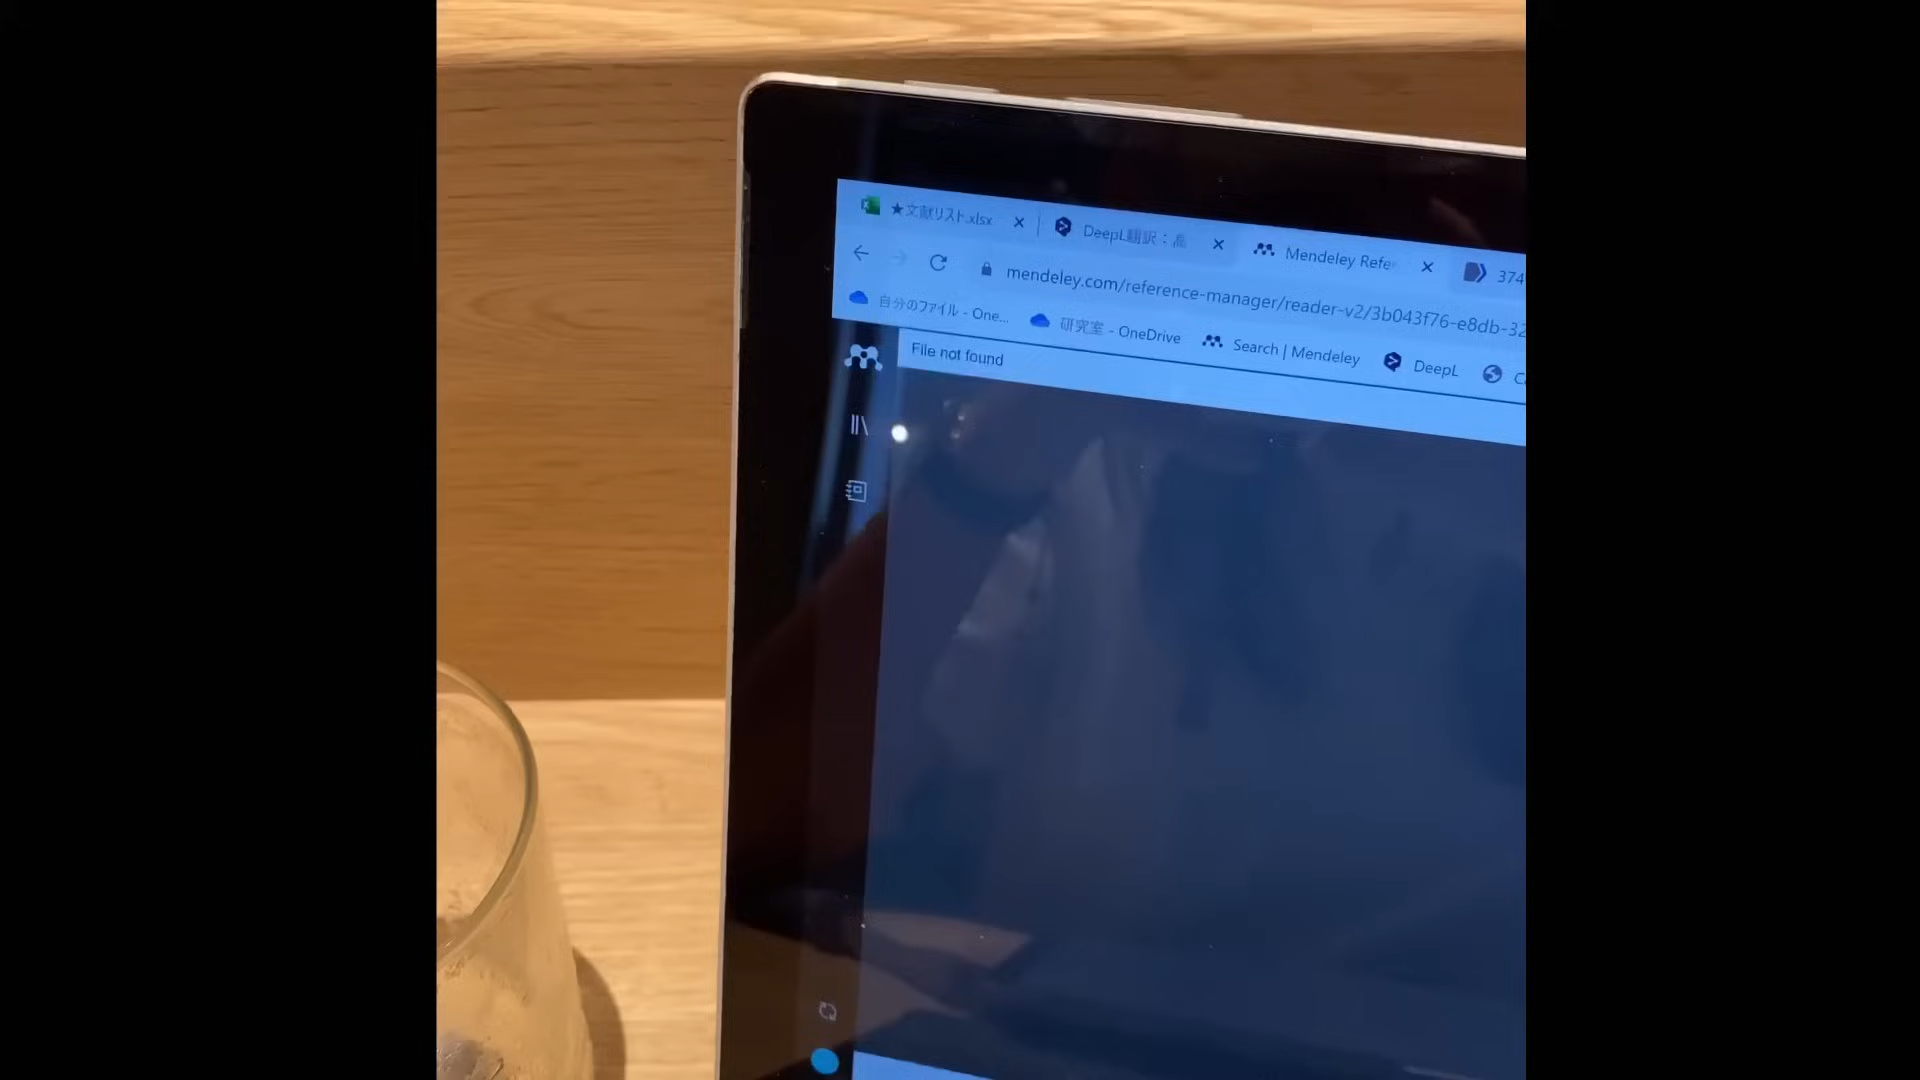 ★文献リスト.xlsx
DeepL翻訳：高
Mendeley Refe
374
mendeley.com/reference-manager/reader-v2/3b043f76-e8db-32
自分のファイル - One...
研究室 - OneDrive
Search | Mendeley
DeepL
File not found